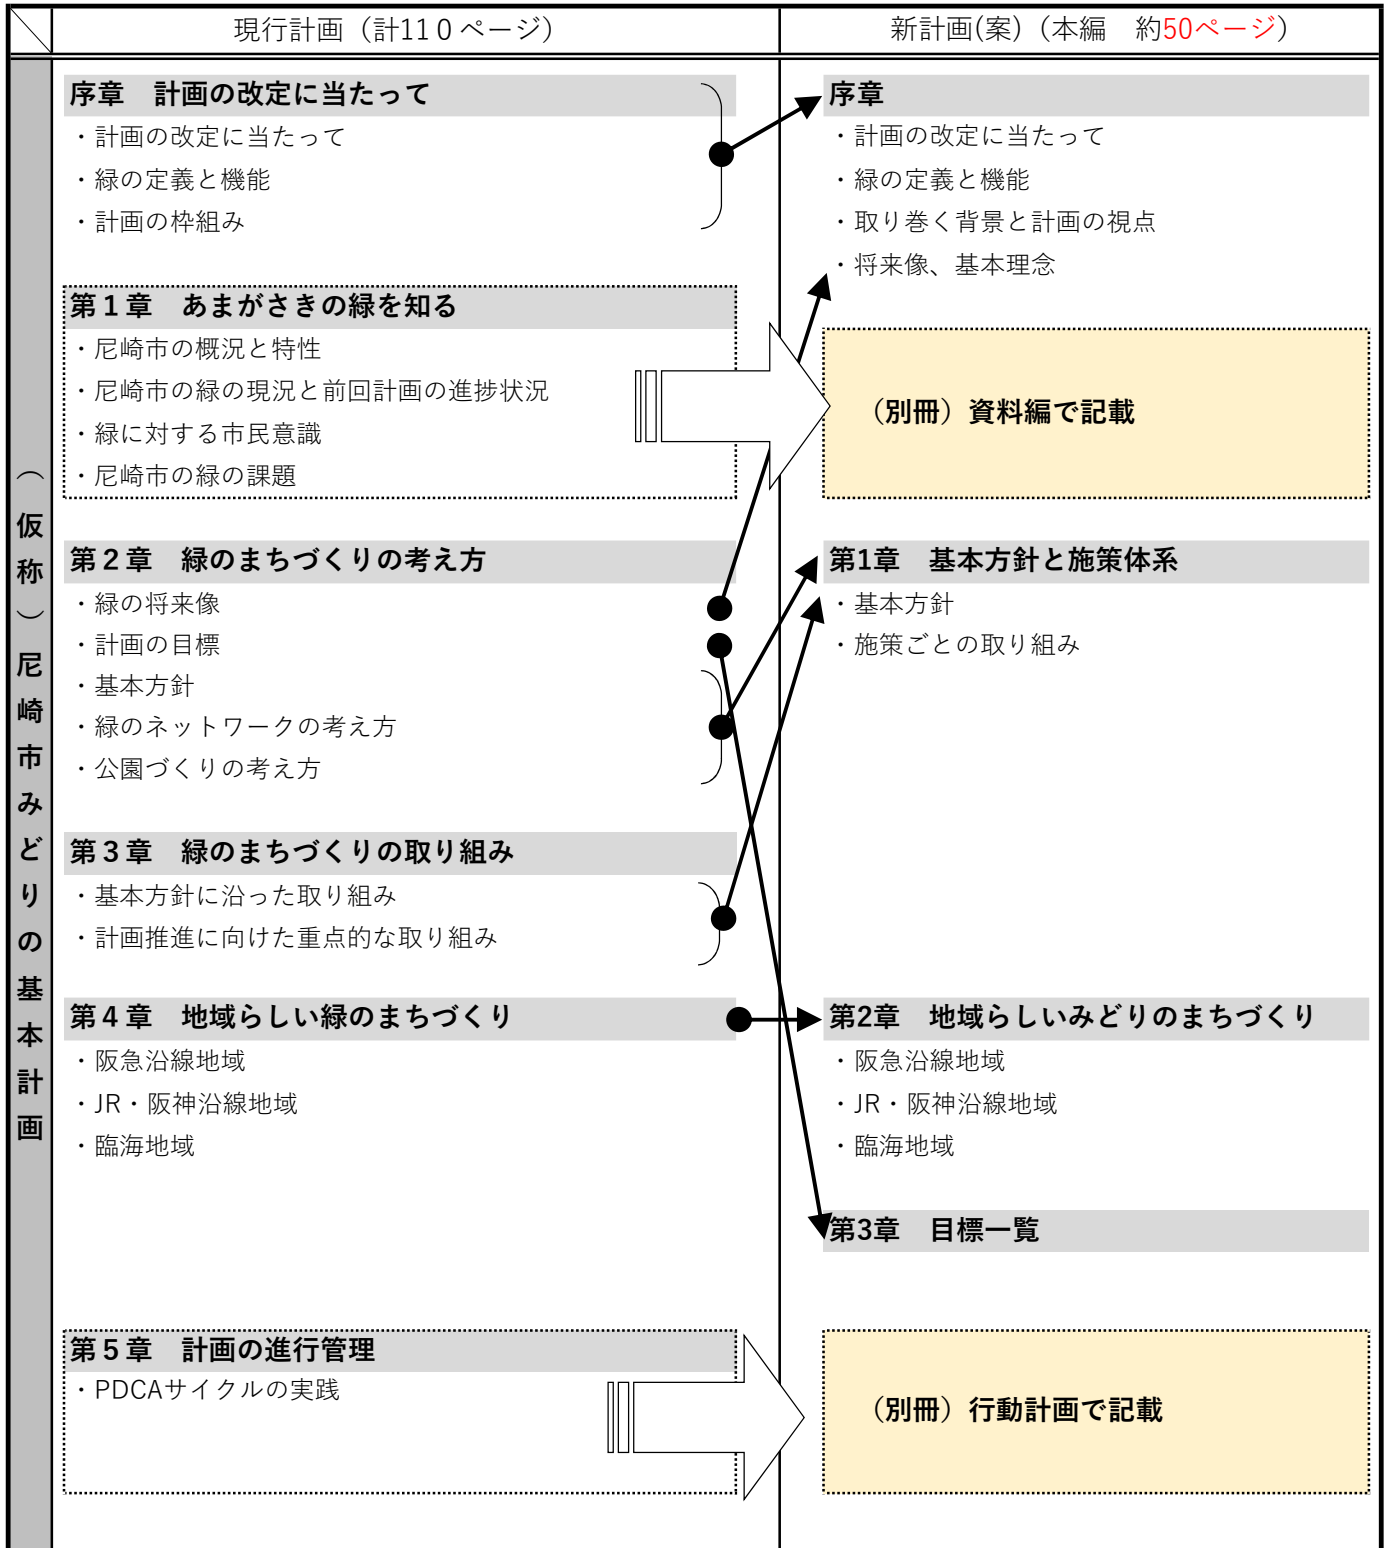 現行計画（計11０ページ）
新計画(案)（本編　約50ページ）
（仮称）尼崎市みどりの基本計画
序章　計画の改定に当たって
・計画の改定に当たって
・緑の定義と機能
・計画の枠組み
第１章　あまがさきの緑を知る
・尼崎市の概況と特性
・尼崎市の緑の現況と前回計画の進捗状況
・緑に対する市民意識
・尼崎市の緑の課題
第２章　緑のまちづくりの考え方
・緑の将来像
・計画の目標
・基本方針
・緑のネットワークの考え方
・公園づくりの考え方
第３章　緑のまちづくりの取り組み
・基本方針に沿った取り組み
・計画推進に向けた重点的な取り組み
第４章　地域らしい緑のまちづくり
・阪急沿線地域
・JR・阪神沿線地域
・臨海地域
第５章　計画の進行管理
・PDCAサイクルの実践
序章
・計画の改定に当たって
・緑の定義と機能
・取り巻く背景と計画の視点
・将来像、基本理念
（別冊）資料編で記載
第1章　基本方針と施策体系
・基本方針
・施策ごとの取り組み
第2章　地域らしいみどりのまちづくり
・阪急沿線地域
・JR・阪神沿線地域
・臨海地域
第3章　目標一覧
（別冊）行動計画で記載